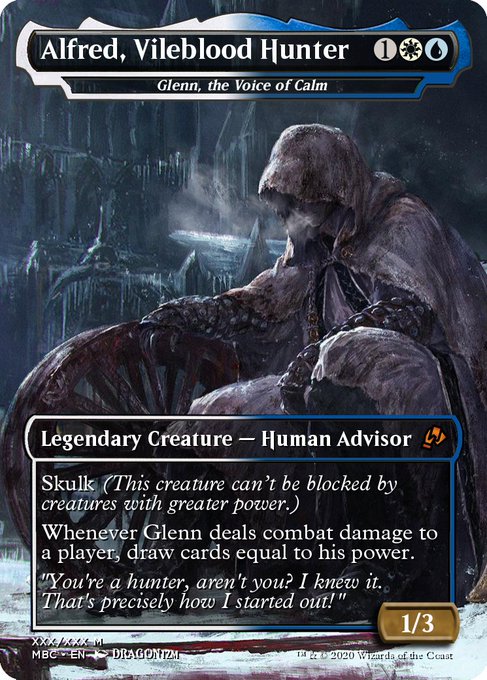 Alfred, Vileblood Hunter 1
Glenn, the Voice of Calm
Legendary Creature — Human Advisor
Skulk (This creature can't be blocked by
creatures with greater power.)
Whenever Glenn deals combat damage to
a player, draw cards equal to his power.
"You're a hunter, aren't you? I knew it.
That's precisely how I started out!"
1/3
XXX/XXX M
MBC • EN DRAGONIZM
™ & © 2020 Wizards of the Coast